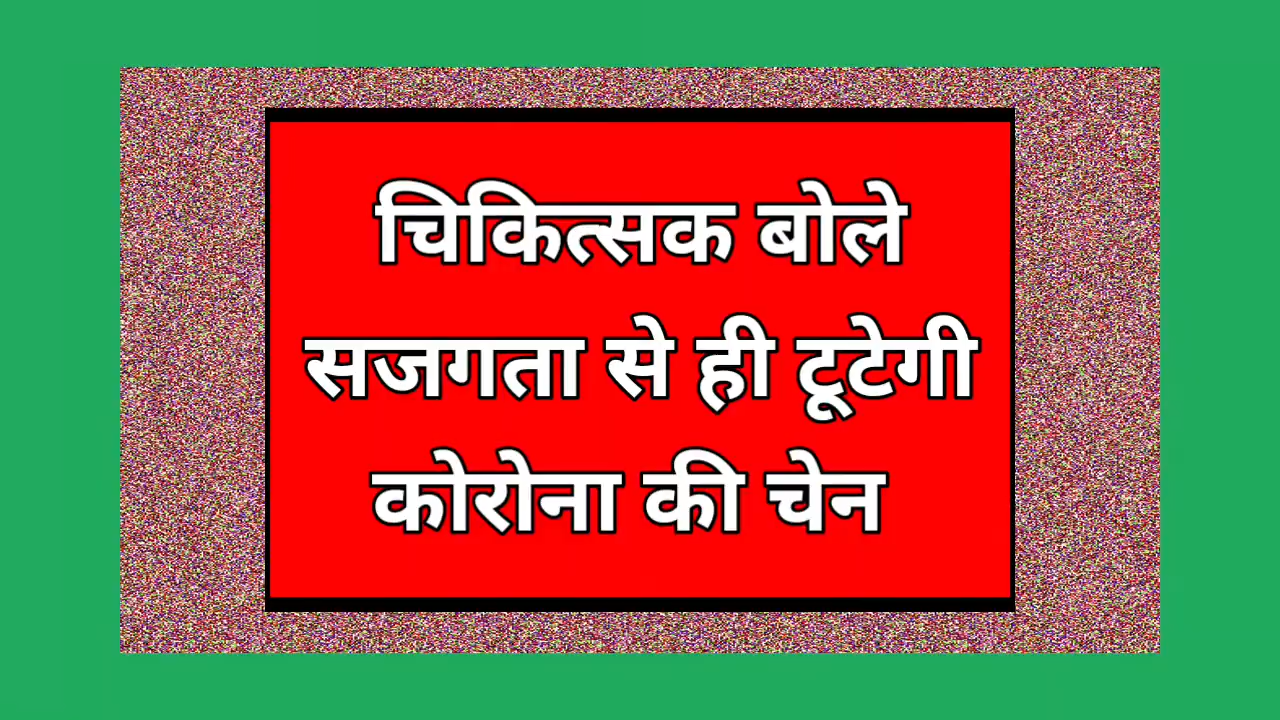 चिकित्सक बोले
सजगता से ही टूटेगी
कोरोना की चेन